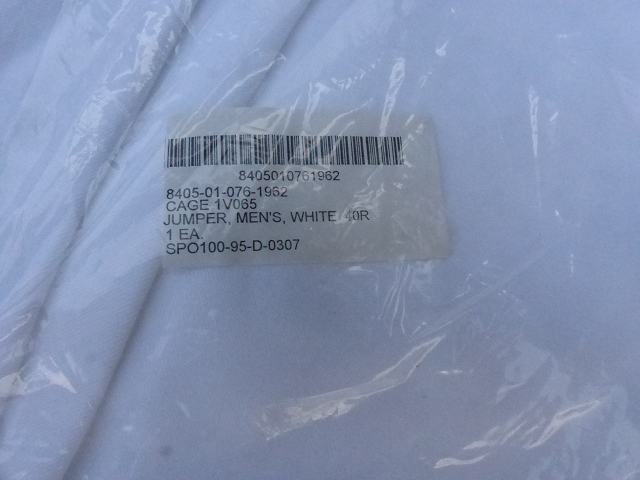 8405010761962
8405-01-076-1962
CAGE 1V065
JUMPER, MEN'S, WHITE 40R
1 EA.
SPO100-95-D-0307